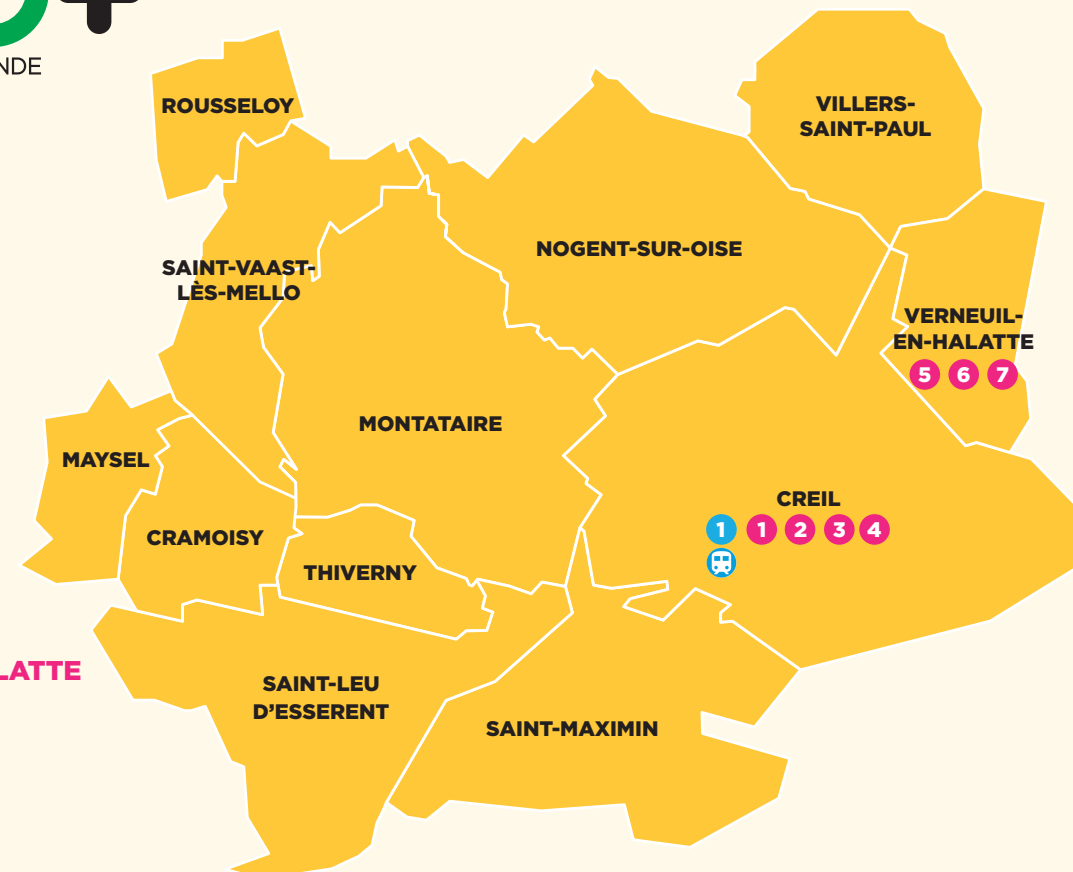 NDE
ROUSSELOY
VILLERS-
SAINT-PAUL
NOGENT-SUR-OISE
SAINT-VAAST-
LÈS-MELLO
VERNEUIL-
EN-HALATTE
5 6 7
MONTATAIRE
MAYSEL
CREIL
1 1 2 3 4
CRAMOISY
THIVERNY
LATTE
SAINT-LEU
D'ESSERENT
SAINT-MAXIMIN